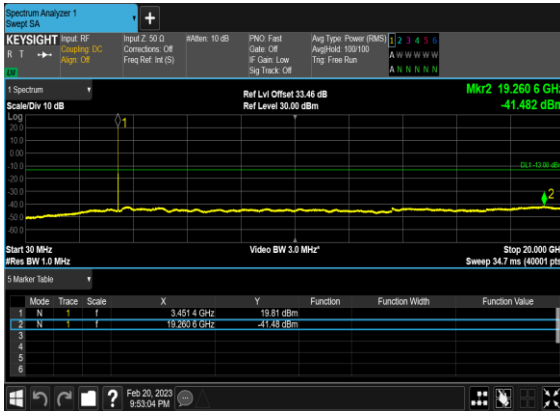 Spectrum Analyzer 1
Swept SA
KEYSIGHT Input: RF Input Z: 50 Ω #Atten: 10 dB PNO: Fast Avg Type: Power (RMS) 1 2 3 4 5 6
R T Coupling: DC Corrections: Off Gate: Off Avg|Hold: 100/100 A W W W W W
Align: Off Freq Ref: Int (S) IF Gain: Low Trig: Free Run
Sig Track: Off A N N N N N
1 Spectrum Ref Lvl Offset 33.46 dB Mkr2 19.260 6 GHz
Scale/Div 10 dB Ref Level 30.00 dBm -41.482 dBm
Log
20.0
10.0
0.00
-10.0
DL1 -13.00 dBm
-20.0
-30.0
-40.0
-50.0
-60.0
1
2
Start 30 MHz Video BW 3.0 MHz* Stop 20.000 GHz
#Res BW 1.0 MHz Sweep 34.7 ms (40001 pts)
5 Marker Table
Mode Trace Scale X Y Function Function Width Function Value
1 N 1 f 3.451 4 GHz 19.81 dBm
2 N 1 f 19.260 6 GHz -41.48 dBm
3
4
5
6
? Feb 20, 2023
9:53:04 PM